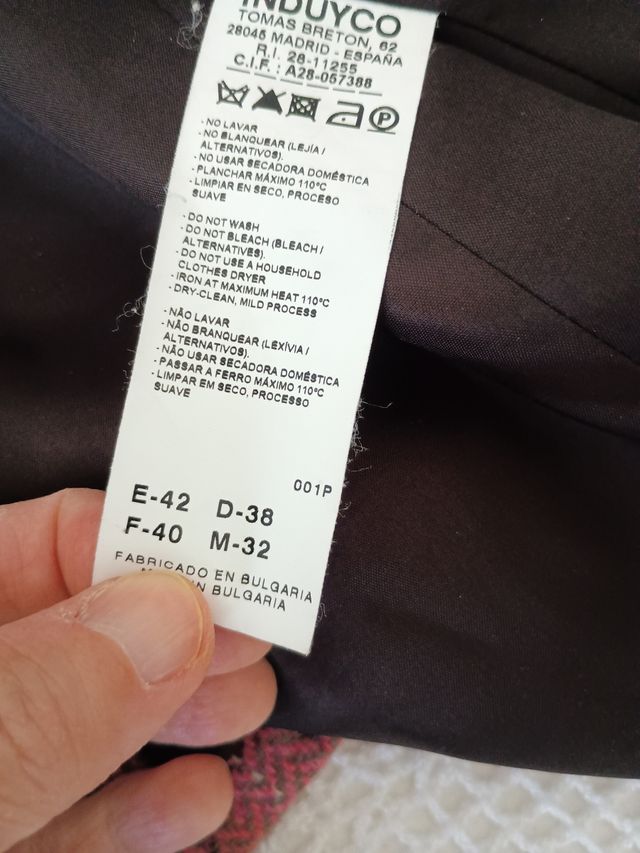 INDUYCO
TOMAS BRETON, 62
28045 MADRID - ESPAÑA
R.I. 28-11255
C.I.F.: A28-057388
P
- NO LAVAR
- NO BLANQUEAR (LEJÍA /
ALTERNATIVOS).
- NO USAR SECADORA DOMÉSTICA
- PLANCHAR MÁXIMO 110ºC
- LIMPIAR EN SECO, PROCESO
SUAVE
- DO NOT WASH
- DO NOT BLEACH (BLEACH /
ALTERNATIVES).
- DO NOT USE A HOUSEHOLD
CLOTHES DRYER
- IRON AT MAXIMUM HEAT 110ºC
- DRY-CLEAN, MILD PROCESS
- NÃO LAVAR
- NÃO BRANQUEAR (LEXÍVIA /
ALTERNATIVOS).
- NÃO USAR SECADORA DOMÉSTICA
- PASSAR A FERRO MÁXIMO 110ºC
- LIMPAR EM SECO, PROCESSO
SUAVE
001P
E-42 D-38
F-40 M-32
FABRICADO EN BULGARIA
IN BULGARIA